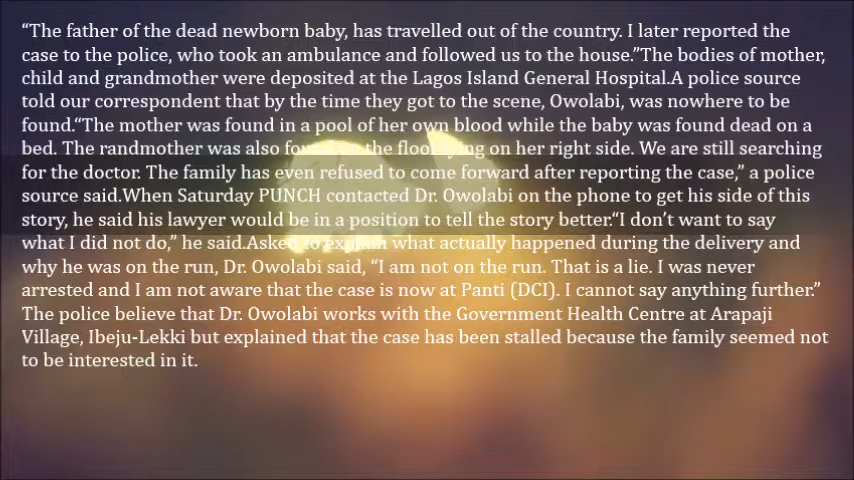 “The father of the dead newborn baby, has travelled out of the country. I later reported the
case to the police, who took an ambulance and followed us to the house.”The bodies of mother,
child and grandmother were deposited at the Lagos Island General Hospital.A police source
told our correspondent that by the time they got to the scene, Owolabi, was nowhere to be
found.“The mother was found in a pool of her own blood while the baby was found dead on a
bed. The randmother was also found on the floor lying on her right side. We are still searching
for the doctor. The family has even refused to come forward after reporting the case,” a police
source said.When Saturday PUNCH contacted Dr. Owolabi on the phone to get his side of this
story, he said his lawyer would be in a position to tell the story better.“I don’t want to say
what I did not do,” he said.Asked to explain what actually happened during the delivery and
why he was on the run, Dr. Owolabi said, “I am not on the run. That is a lie. I was never
arrested and I am not aware that the case is now at Panti (DCI). I cannot say anything further.”
The police believe that Dr. Owolabi works with the Government Health Centre at Arapaji
Village, Ibeju-Lekki but explained that the case has been stalled because the family seemed not
to be interested in it.